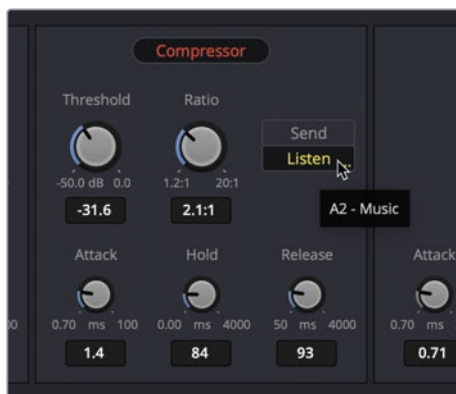 Compressor
Threshold Ratio
Send
Listen ...
-50.0 dB 0.0 1.2:1 20:1
-31.6 2.1:1
A2 - Music
Attack Hold Release Attack
0.70 ms 100 0.00 ms 4000 50 ms 4000 0.70 ms
1.4 84 93 0.71